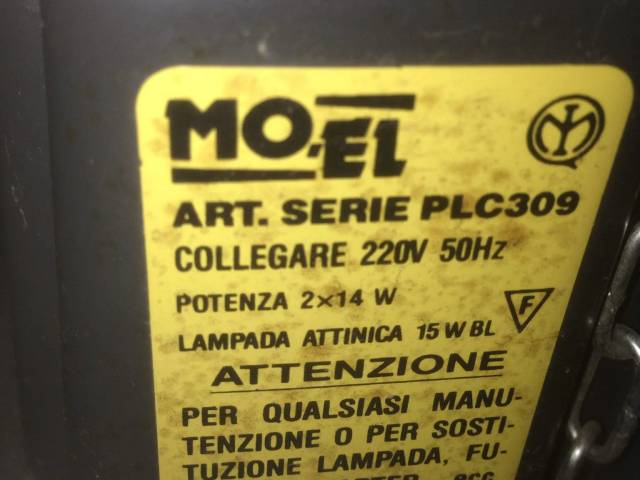 MO-EL
ART. SERIE PLC309
COLLEGARE 220V 50Hz
POTENZA 2×14 W
F
LAMPADA ATTINICA 15 W BL
ATTENZIONE
PER QUALSIASI MANU-
TENZIONE O PER SOSTI-
TUZIONE LAMPADA, FU-